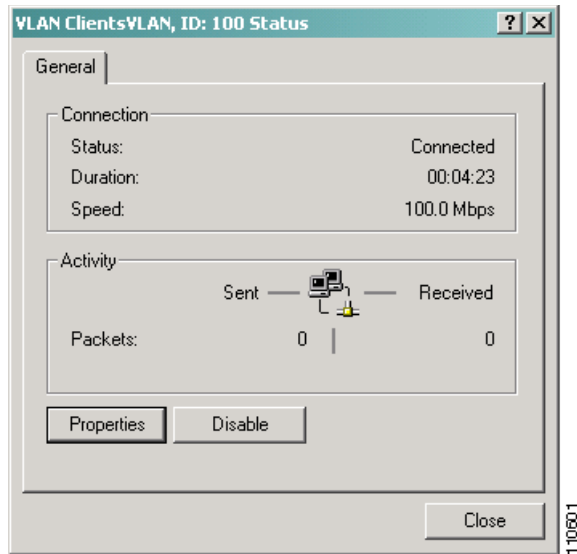 VLAN ClientsVLAN, ID: 100 Status ? ×
General
Connection
Status: Connected
Duration: 00:04:23
Speed: 100.0 Mbps
Activity
Sent Received
Packets: 0 0
Properties Disable
Close
110601